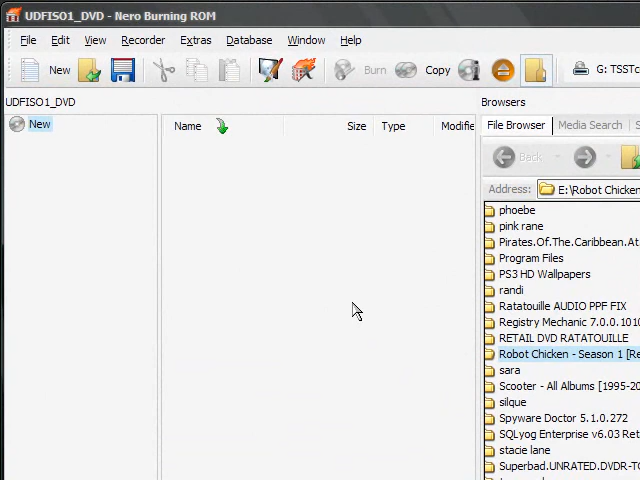 UDFISO1_DVD - Nero Burning ROM
File Edit View Recorder Extras Database Window Help
New Burn Copy G: TSSTc
UDFISO1_DVD
Browsers
New
Name Size Type Modifie
File Browser Media Search S
Back
Address: E:\Robot Chicken
phoebe
pink rane
Pirates.Of.The.Caribbean.At
Program Files
PS3 HD Wallpapers
randi
Ratatouille AUDIO PPF FIX
Registry Mechanic 7.0.0.1010
RETAIL DVD RATATOUILLE
Robot Chicken - Season 1 [Re
sara
Scooter - All Albums [1995-20
silque
Spyware Doctor 5.1.0.272
SQLyog Enterprise v6.03 Ret
stacie lane
Superbad.UNRATED.DVDR-TO